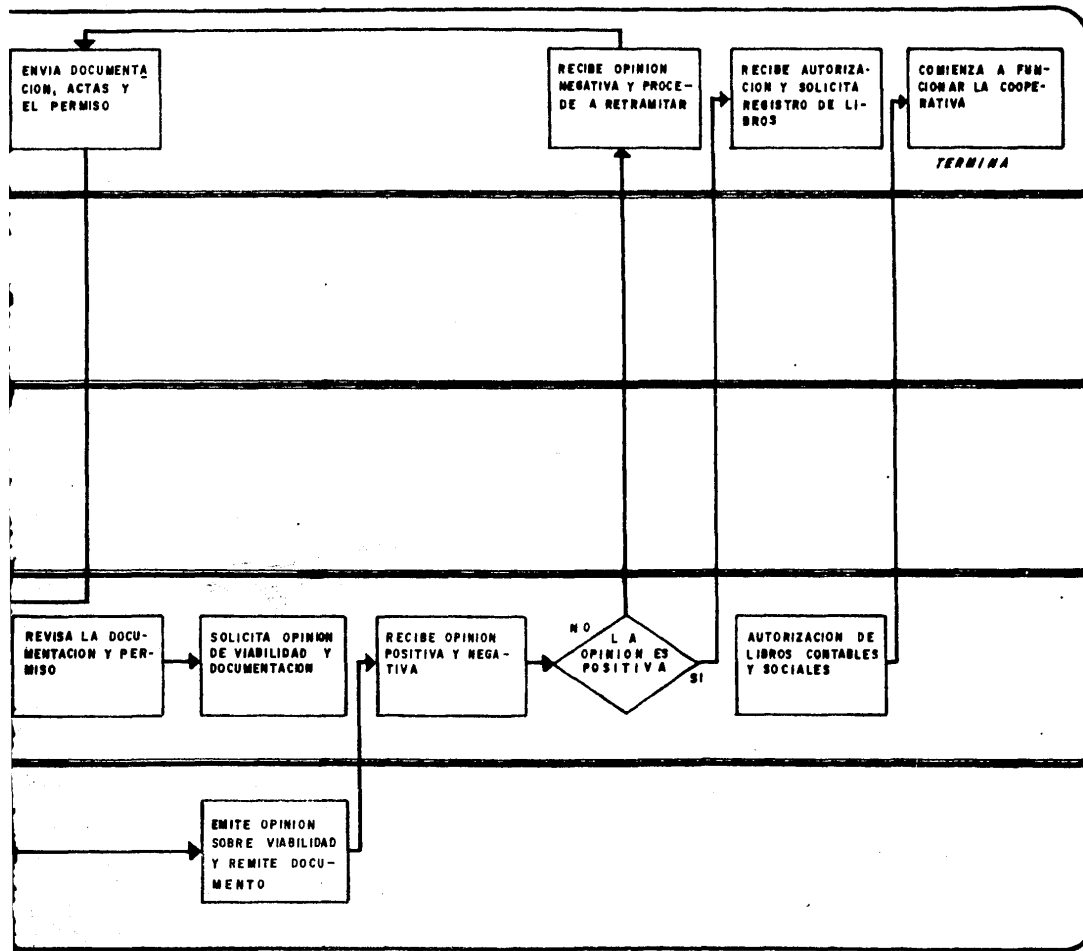 ENVIA DOCUMENTA
CION, ACTAS Y
EL PERMISO
RECIBE OPINION
NEGATIVA Y PROCE-
DE A RETRAMITAR
RECIBE AUTORIZA-
CION Y SOLICITA
REGISTRO DE LI-
BROS
COMIENZA A FUN-
CIONAR LA COOPE-
RATIVA
TERMINA
REVISA LA DOCU-
MENTACION Y PER-
MISO
SOLICITA OPINION
DE VIABILIDAD Y
DOCUMENTACION
RECIBE OPINION
POSITIVA Y NEGA-
TIVA
NO
LA
OPINION ES
POSITIVA
SI
AUTORIZACION DE
LIBROS CONTABLES
Y SOCIALES
EMITE OPINION
SOBRE VIABILIDAD
Y REMITE DOCU-
MENTO